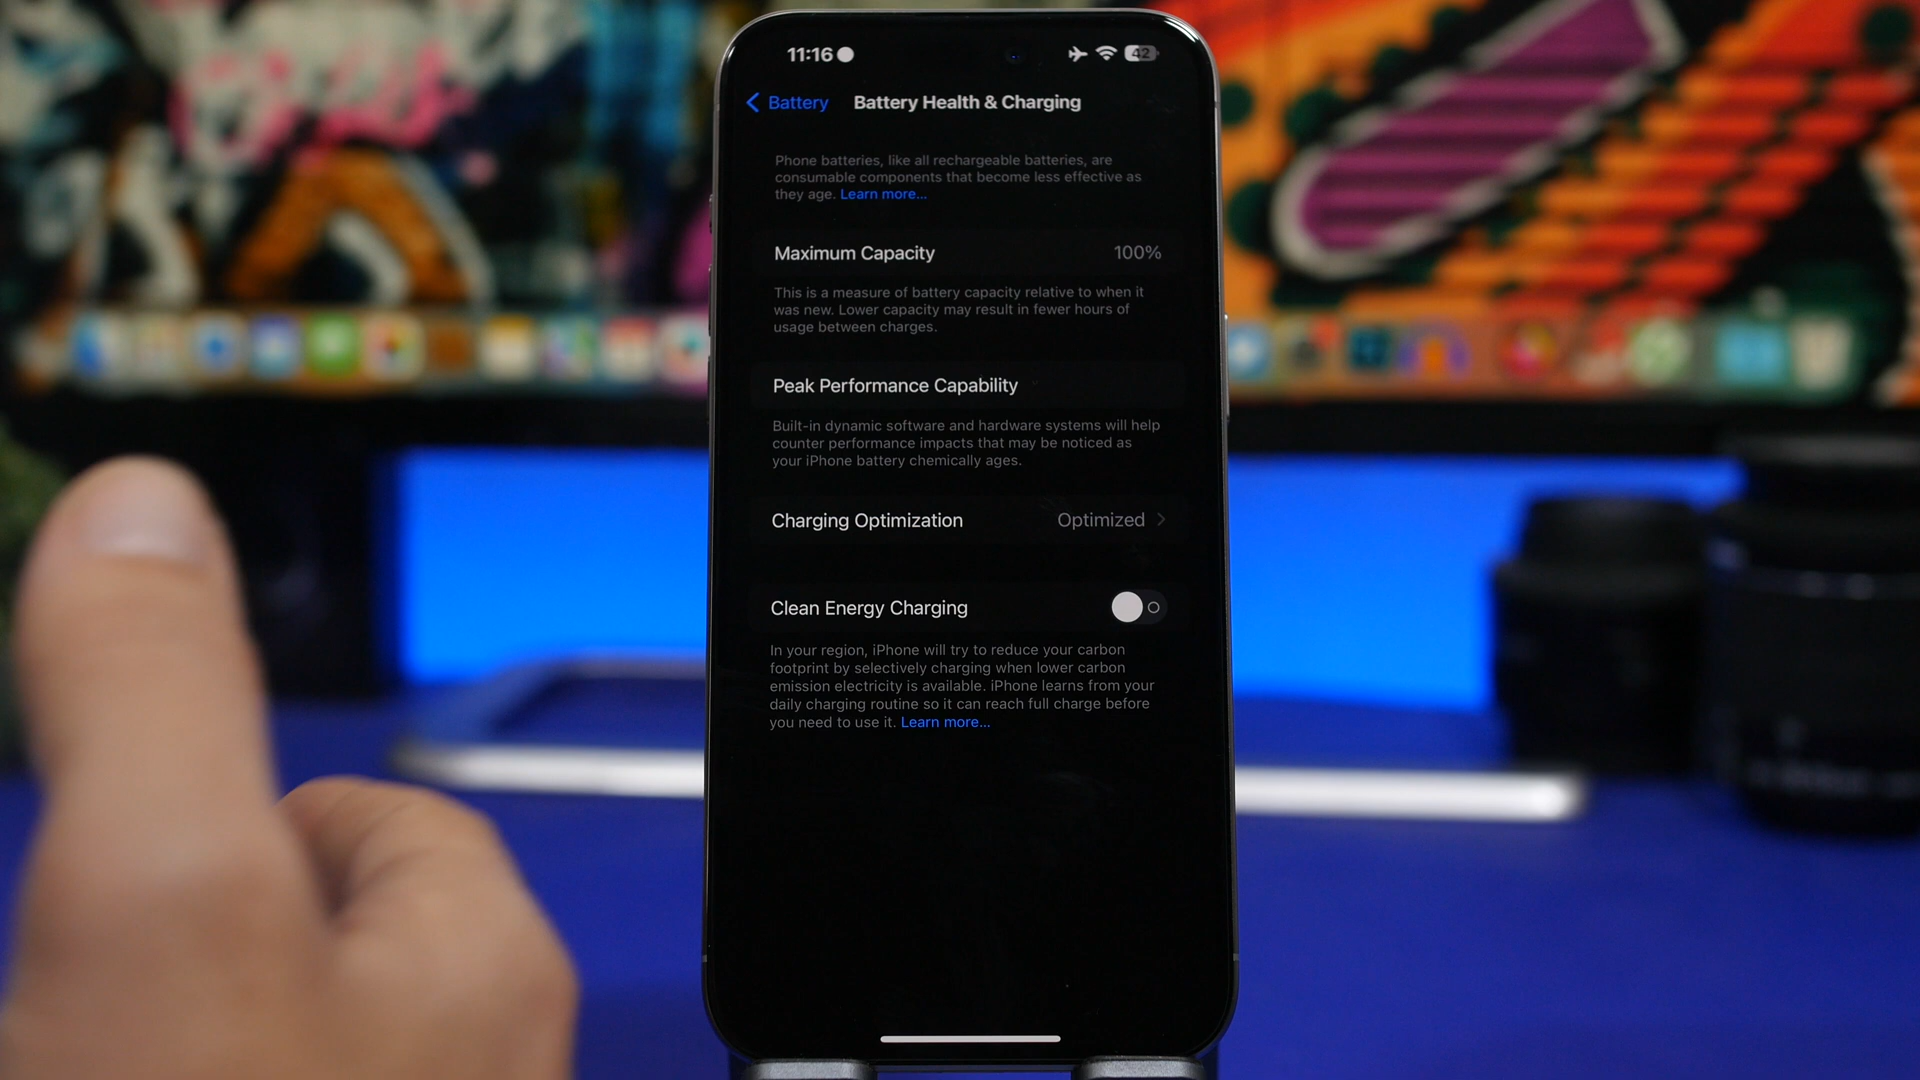 11:16
42
Battery
Battery Health & Charging
Phone batteries, like all rechargeable batteries, are
consumable components that become less effective as
they age. Learn more...
Maximum Capacity
100%
This is a measure of battery capacity relative to when it
was new. Lower capacity may result in fewer hours of
usage between charges.
Peak Performance Capability
Built-in dynamic software and hardware systems will help
counter performance impacts that may be noticed as
your iPhone battery chemically ages.
Charging Optimization
Optimized
Clean Energy Charging
In your region, iPhone will try to reduce your carbon
footprint by selectively charging when lower carbon
emission electricity is available. iPhone learns from your
daily charging routine so it can reach full charge before
you need to use it. Learn more...